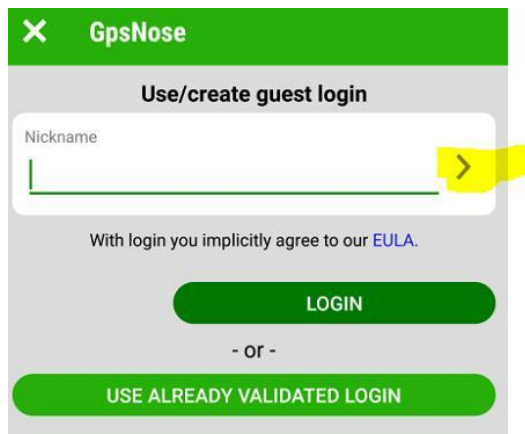 GpsNose
Use/create guest login
Nickname
With login you implicitly agree to our EULA.
LOGIN
- or -
USE ALREADY VALIDATED LOGIN